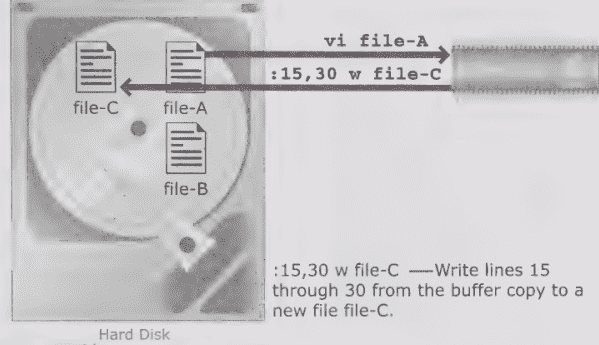 vi file-A
:15,30 w file-C
file-C
file-A
file-B
:15,30 w file-C —Write lines 15
through 30 from the buffer copy to a
new file file-C.
Hard Disk